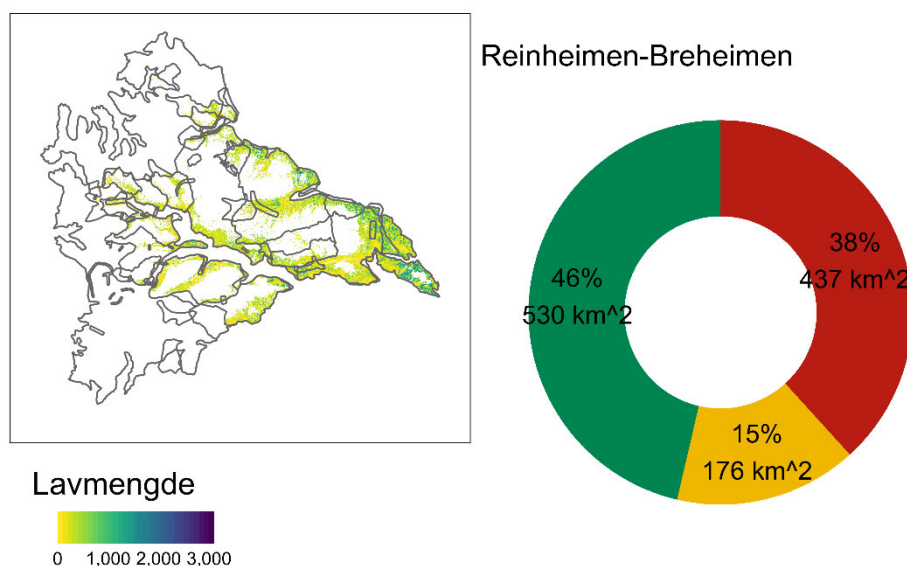 Reinheimen-Breheimen
38%
437 km^2
46%
530 km^2
15%
176 km^2
Lavmengde
0 1,000 2,000 3,000